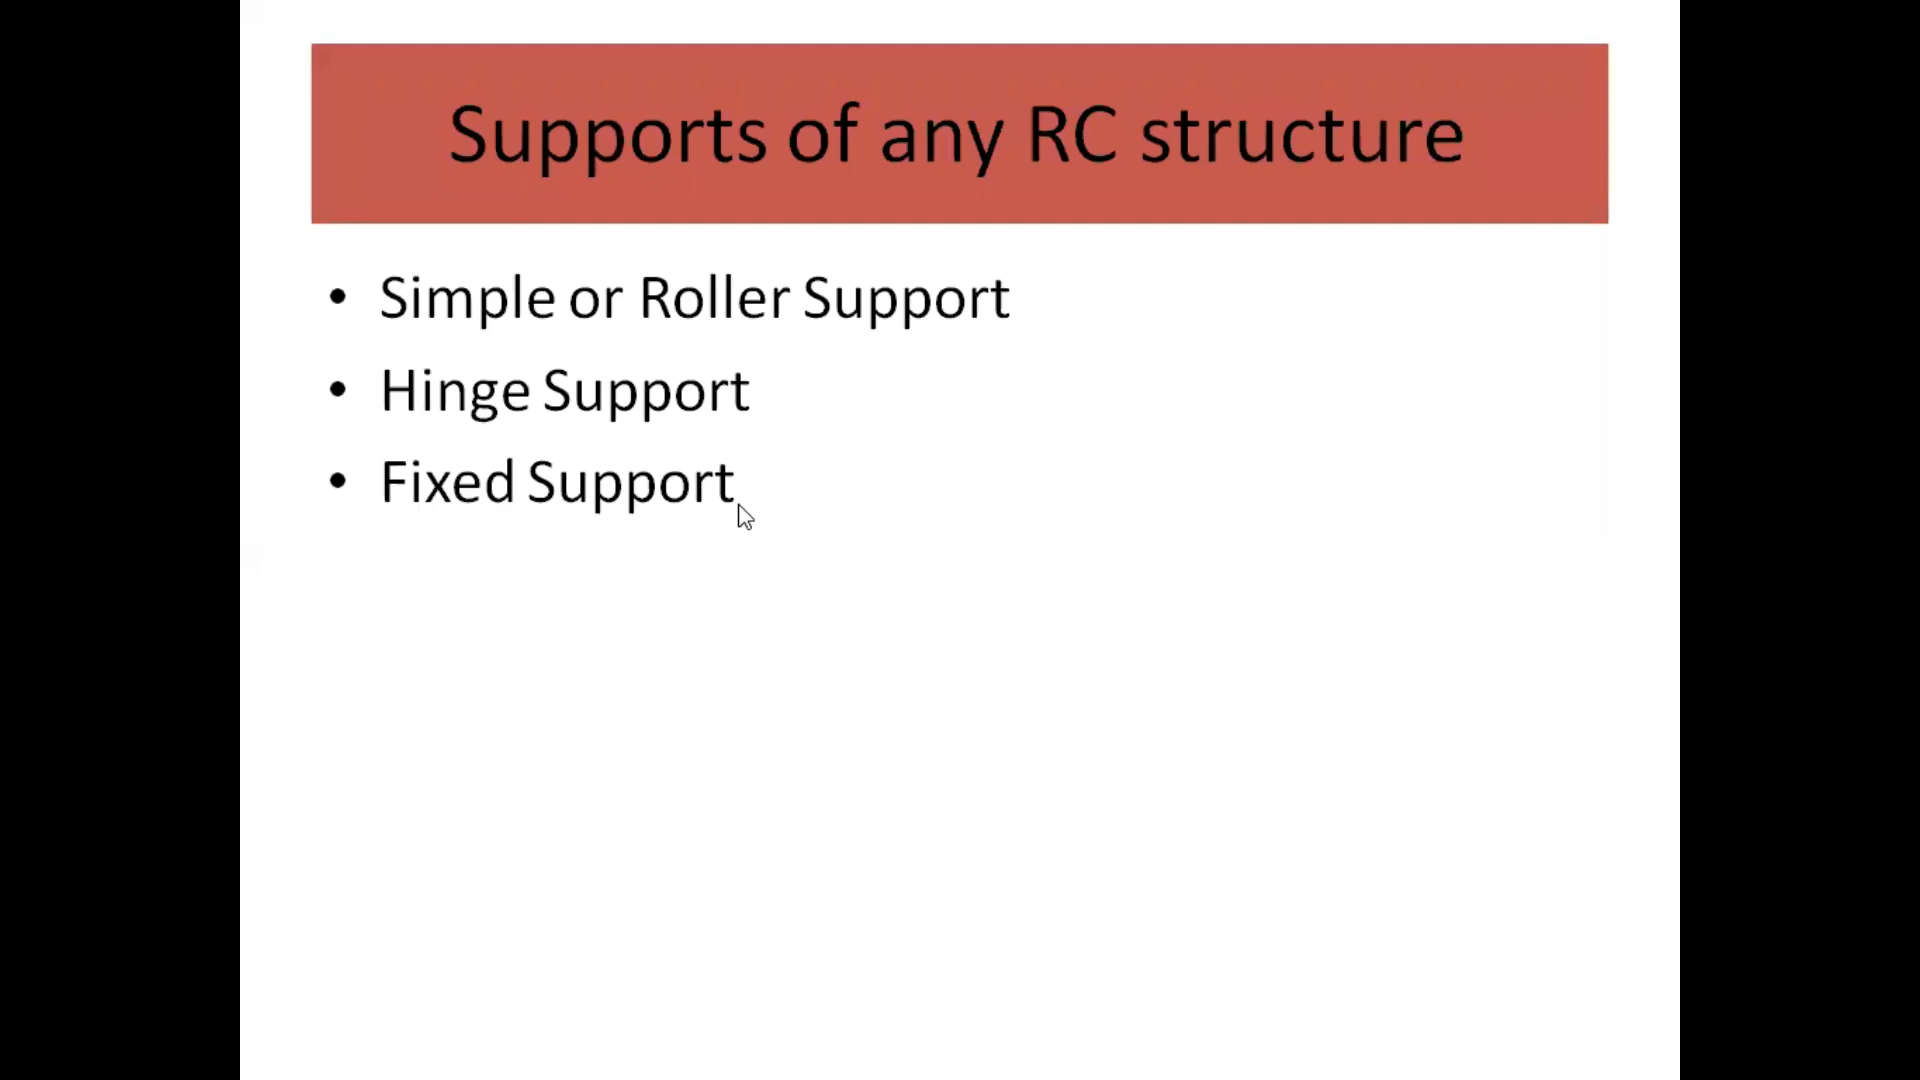 Supports of any RC structure
• Simple or Roller Support
• Hinge Support
• Fixed Support